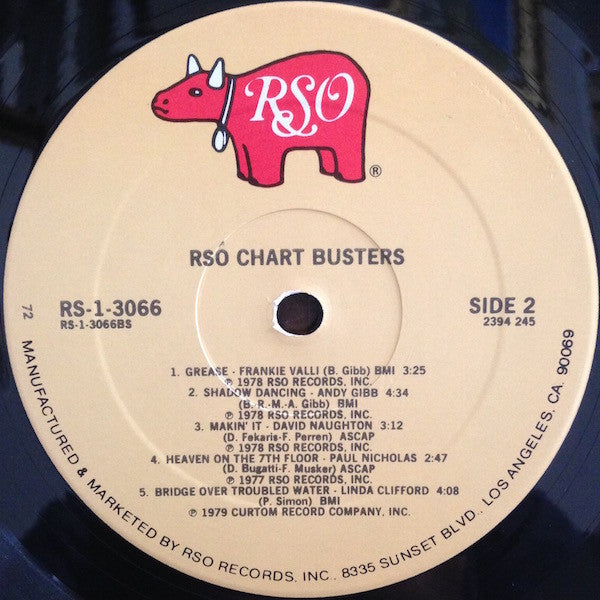 RSO
®
RSO CHART BUSTERS
RS-1-3066
RS-1-3066BS
SIDE 2
2394 245
1. GREASE - FRANKIE VALLI (B. Gibb) BMI 3:25
℗ 1978 RSO RECORDS, INC.
2. SHADOW DANCING - ANDY GIBB 4:34
(B.-R.-M.-A. Gibb) BMI
℗ 1978 RSO RECORDS, INC.
3. MAKIN' IT - DAVID NAUGHTON 3:12
(D. Fekaris-F. Perren) ASCAP
℗ 1978 RSO RECORDS, INC.
4. HEAVEN ON THE 7TH FLOOR - PAUL NICHOLAS 2:47
(D. Bugatti-F. Musker) ASCAP
℗ 1977 RSO RECORDS, INC.
5. BRIDGE OVER TROUBLED WATER - LINDA CLIFFORD 4:08
(P. Simon) BMI
℗ 1979 CURTOM RECORD COMPANY, INC.
72
MANUFACTURED & MARKETED BY RSO RECORDS, INC., 8335 SUNSET BLVD., LOS ANGELES, CA. 90069